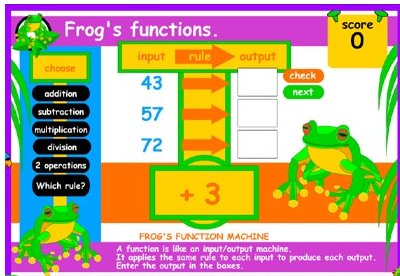 Frog's functions.
score
0
choose
addition
subtraction
multiplication
division
2 operations
Which rule?
input rule output
43
57
72
check
next
+ 3
FROG'S FUNCTION MACHINE
A function is like an input/output machine.
It applies the same rule to each input to produce each output.
Enter the output in the boxes.